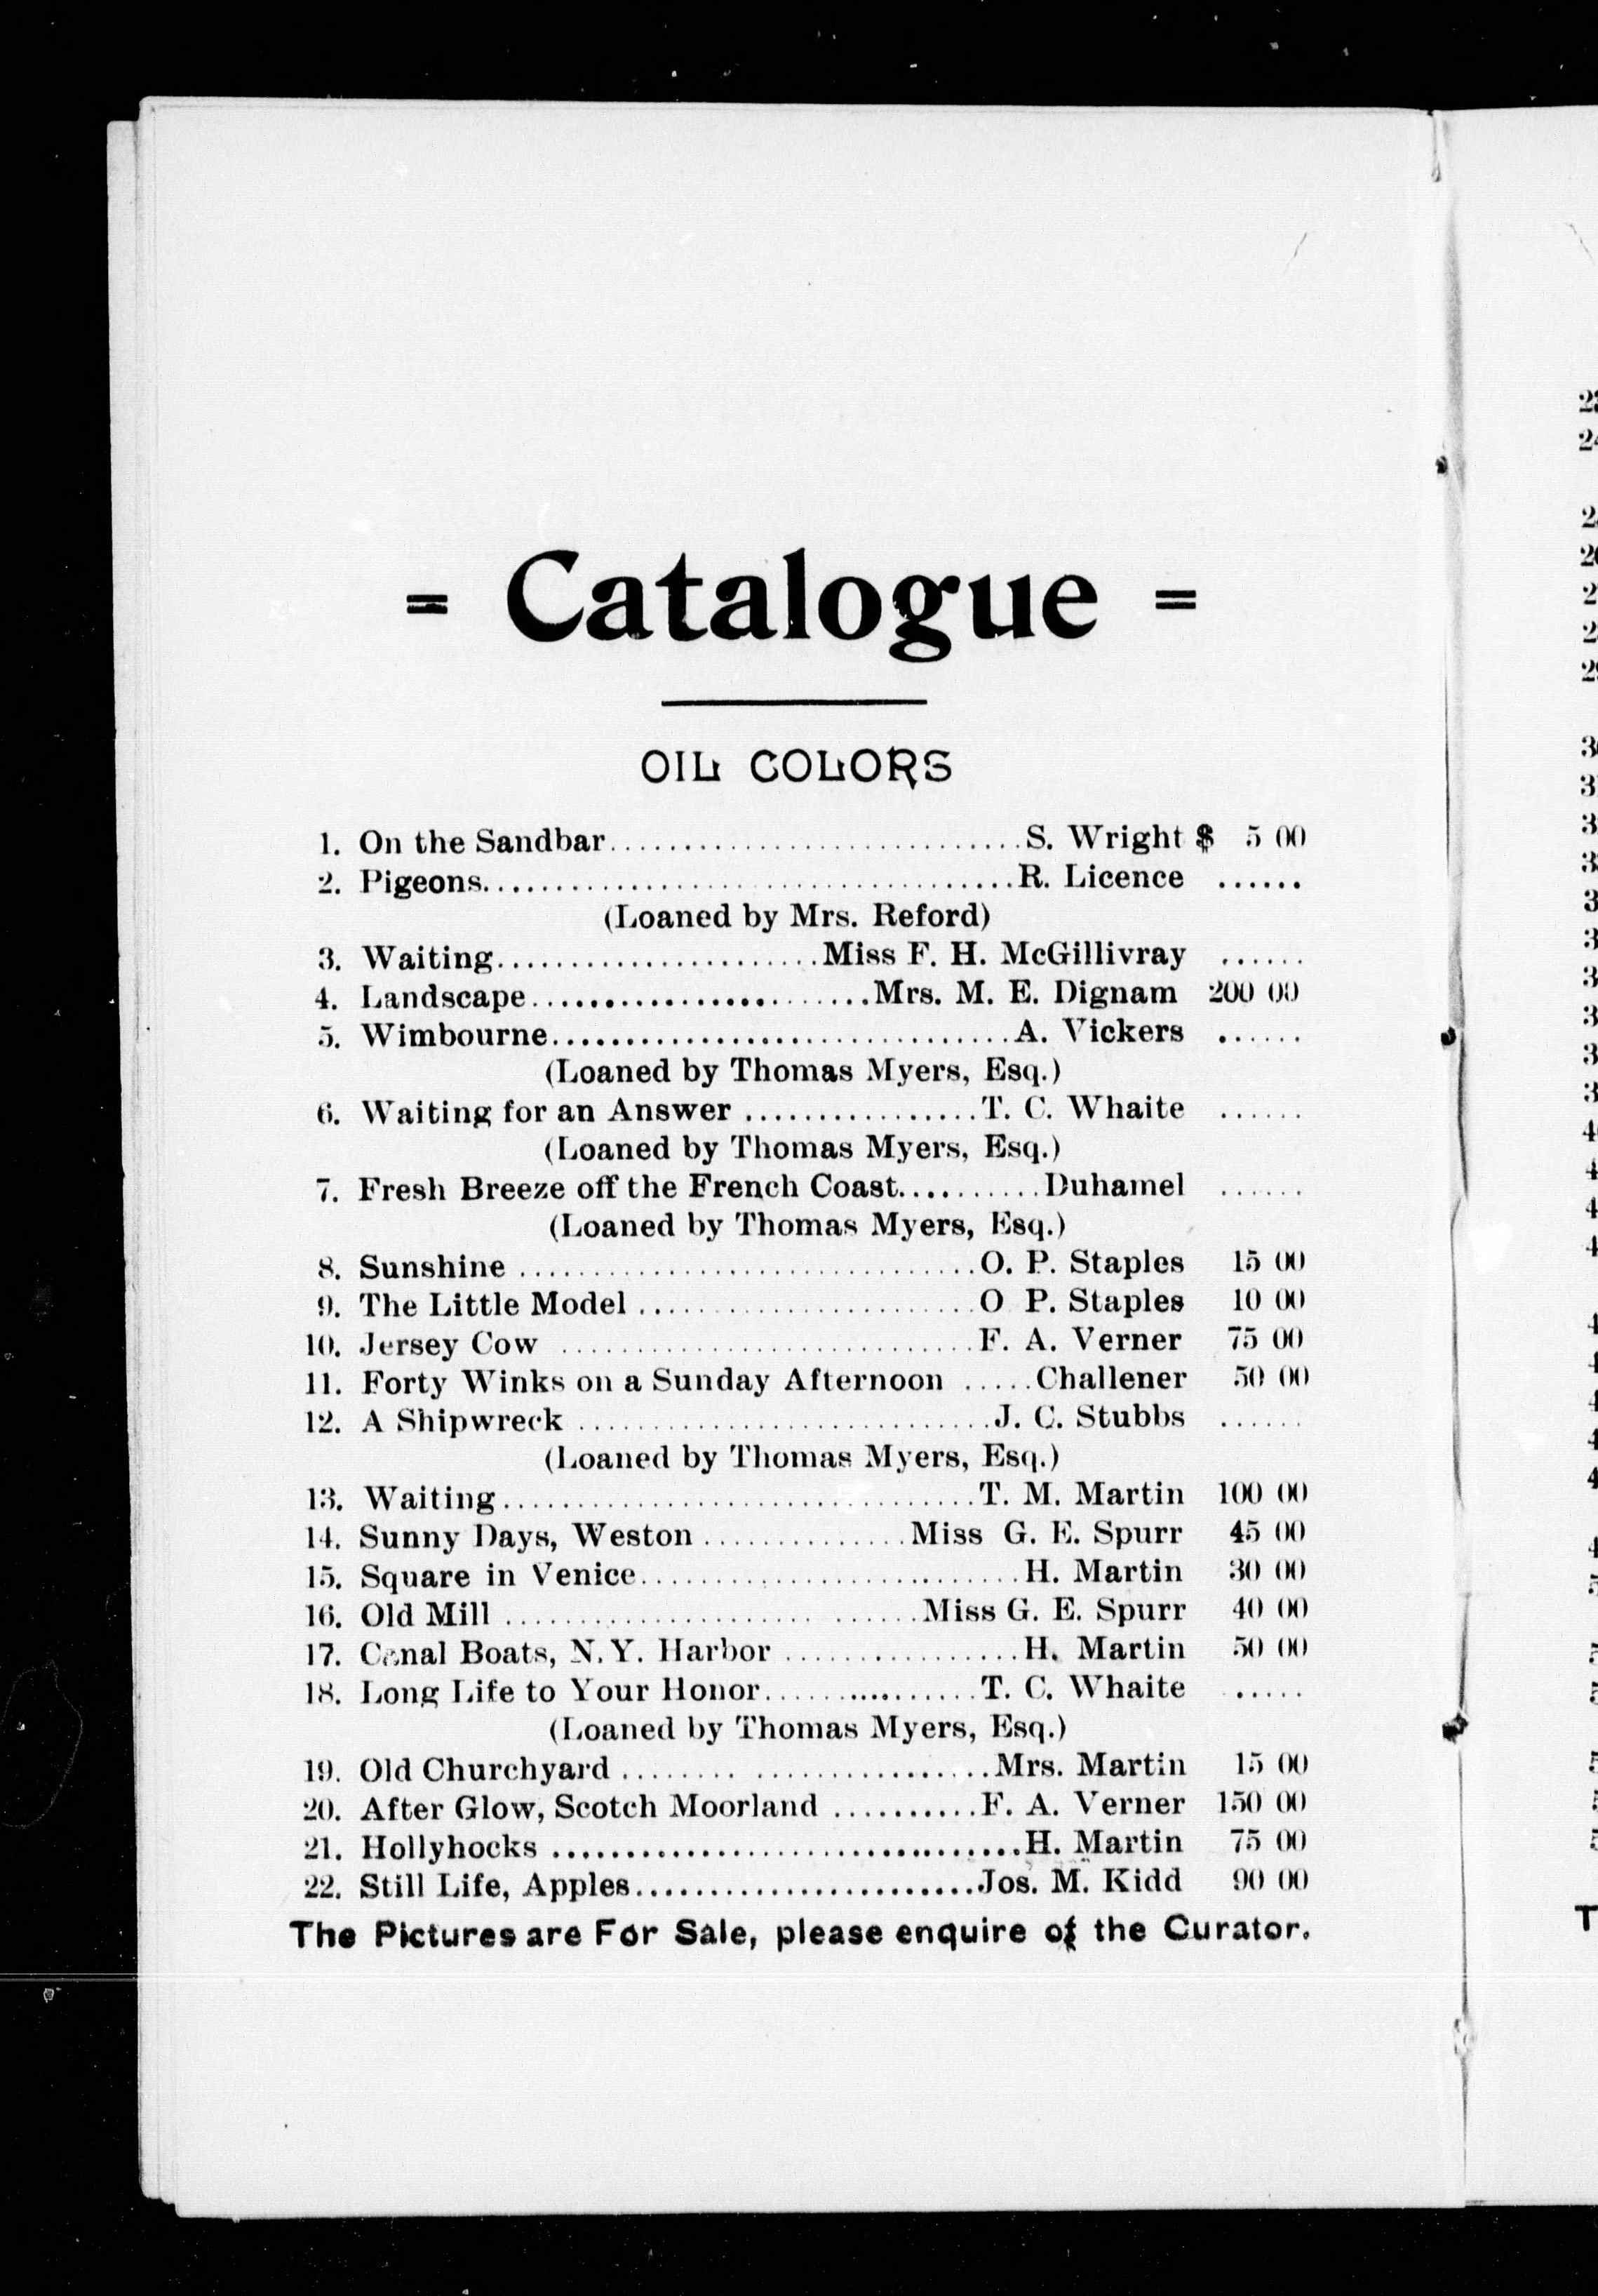 = Catalogue =
OIL COLORS
1. On the Sandbar............................S. Wright $ 5 00
2. Pigeons....................................R. Licence ......
(Loaned by Mrs. Reford)
3. Waiting......................Miss F. H. McGillivray ......
4. Landscape.......................Mrs. M. E. Dignam 200 00
5. Wimbourne...............................A. Vickers ......
(Loaned by Thomas Myers, Esq.)
6. Waiting for an Answer ................T. C. Whaite ......
(Loaned by Thomas Myers, Esq.)
7. Fresh Breeze off the French Coast..........Duhamel ......
(Loaned by Thomas Myers, Esq.)
8. Sunshine ...............................O. P. Staples 15 00
9. The Little Model .......................O P. Staples 10 00
10. Jersey Cow ............................F. A. Verner 75 00
11. Forty Winks on a Sunday Afternoon .....Challener 50 00
12. A Shipwreck ............................J. C. Stubbs ......
(Loaned by Thomas Myers, Esq.)
13. Waiting................................T. M. Martin 100 00
14. Sunny Days, Weston ..............Miss G. E. Spurr 45 00
15. Square in Venice..........................H. Martin 30 00
16. Old Mill ..................... ......Miss G. E. Spurr 40 00
17. Canal Boats, N. Y. Harbor ................H. Martin 50 00
18. Long Life to Your Honor...............T. C. Whaite .....
(Loaned by Thomas Myers, Esq.)
19. Old Churchyard ........ ................Mrs. Martin 15 00
20. After Glow, Scotch Moorland ..........F. A. Verner 150 00
21. Hollyhocks ................................H. Martin 75 00
22. Still Life, Apples.......................Jos. M. Kidd 90 00
The Pictures are For Sale, please enquire of the Curator.